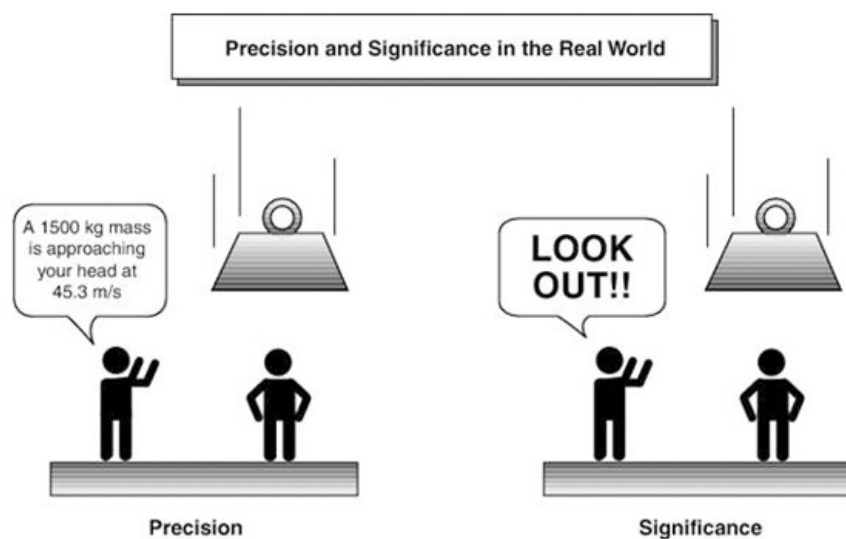 Precision and Significance in the Real World
A 1500 kg mass
is approaching
your head at
45.3 m/s
LOOK
OUT!!
Precision
Significance